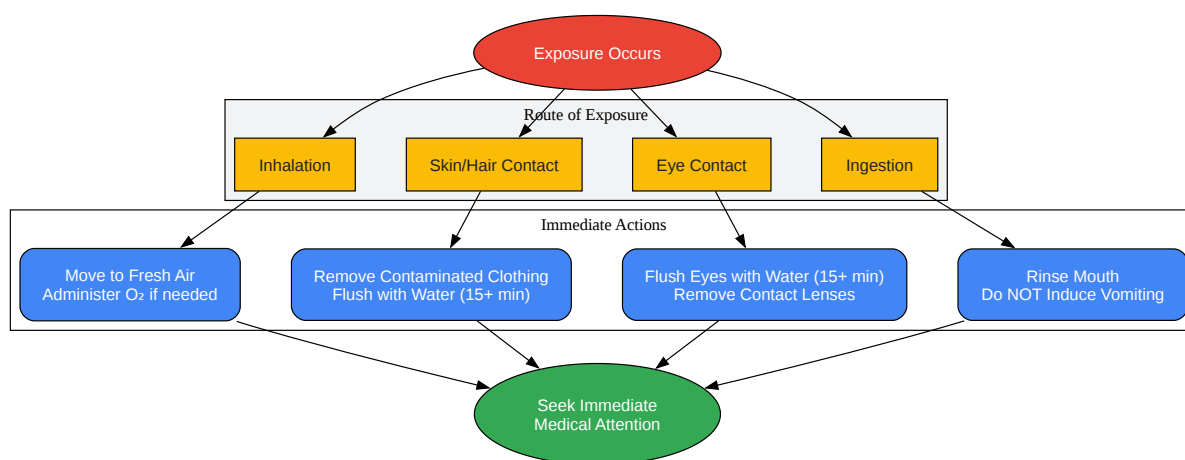 Exposure Occurs
Route of Exposure
Inhalation
Skin/Hair Contact
Eye Contact
Ingestion
Immediate Actions
Move to Fresh Air
Administer O₂ if needed
Remove Contaminated Clothing
Flush with Water (15+ min)
Flush Eyes with Water (15+ min)
Remove Contact Lenses
Rinse Mouth
Do NOT Induce Vomiting
Seek Immediate
Medical Attention